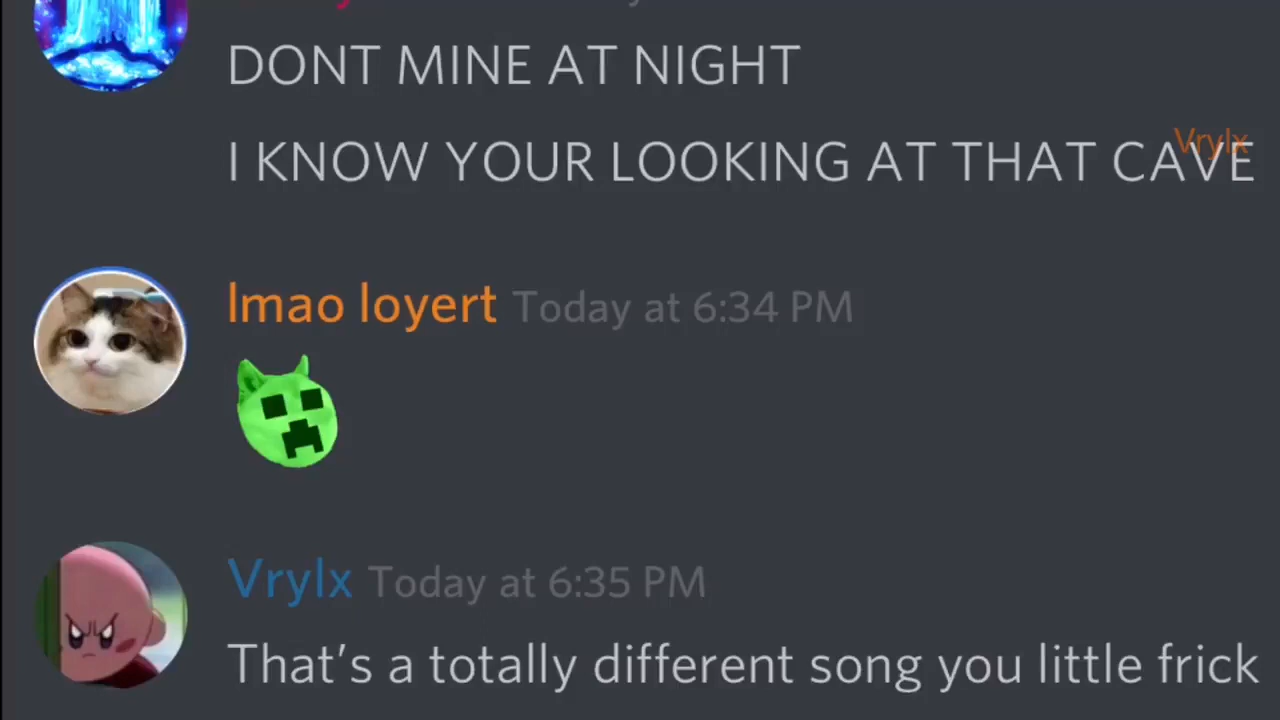 DONT MINE AT NIGHT
I KNOW YOUR LOOKING AT THAT CAVE
Vrylx
lmao loyert Today at 6:34 PM
Vrylx Today at 6:35 PM
That's a totally different song you little frick